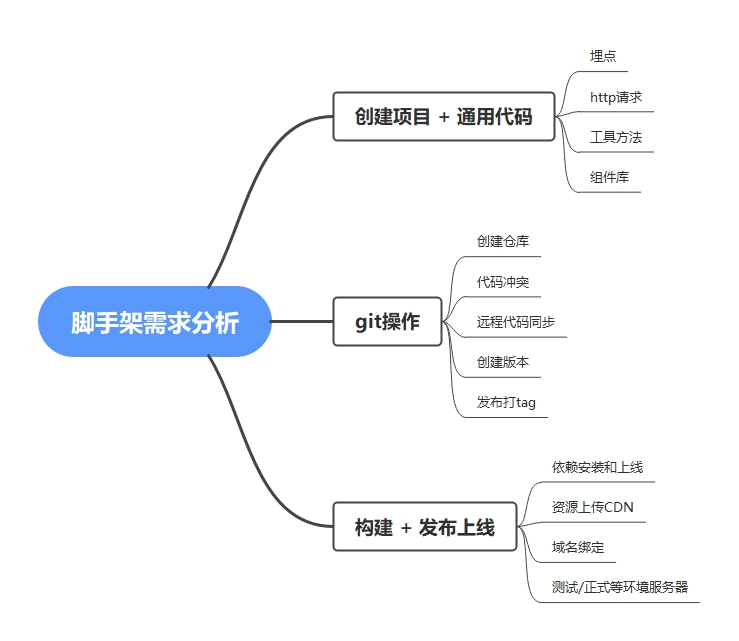 脚手架需求分析
创建项目 + 通用代码
埋点
http请求
工具方法
组件库
git操作
创建仓库
代码冲突
远程代码同步
创建版本
发布打tag
构建 + 发布上线
依赖安装和上线
资源上传CDN
域名绑定
测试/正式等环境服务器